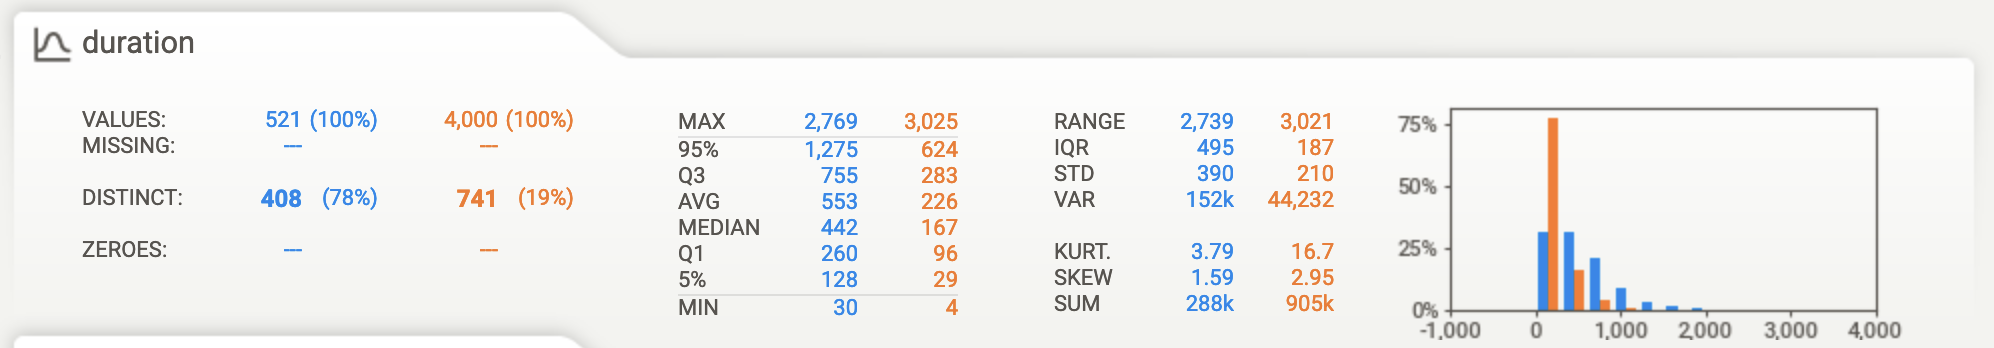 duration
VALUES: 521 (100%) 4,000 (100%)
MISSING: --- ---
DISTINCT: 408 (78%) 741 (19%)
ZEROES: --- ---
MAX 2,769 3,025
95% 1,275 624
Q3 755 283
AVG 553 226
MEDIAN 442 167
Q1 260 96
5% 128 29
MIN 30 4
RANGE 2,739 3,021
IQR 495 187
STD 390 210
VAR 152k 44,232
KURT. 3.79 16.7
SKEW 1.59 2.95
SUM 288k 905k
75%
50%
25%
0%
-1,000 0 1,000 2,000 3,000 4,000